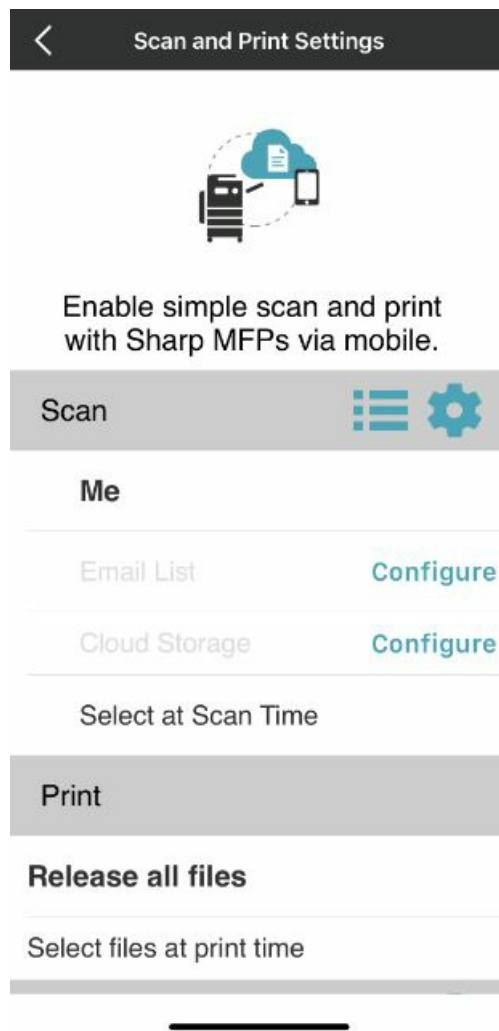 Scan and Print Settings
Enable simple scan and print
with Sharp MFPs via mobile.
Scan
Me
Email List Configure
Cloud Storage Configure
Select at Scan Time
Print
Release all files
Select files at print time